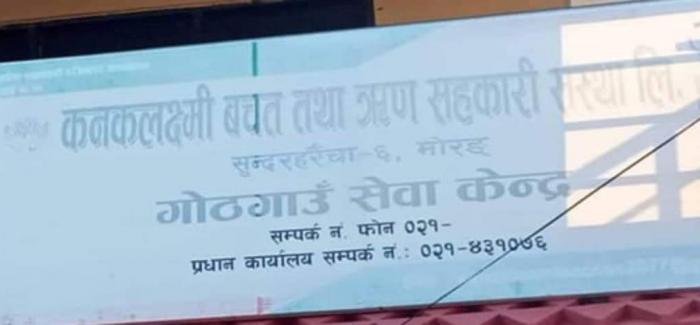 कनकलक्ष्मी बचत तथा ऋण सहकारी संस्था लि.
सुन्दरहरैंचा-६, मोरङ
गोठगाउँ सेवा केन्द्र
सम्पर्क नं. फोन ०२१-
प्रधान कार्यालय सम्पर्क नं.: ०२१-४३१०७६